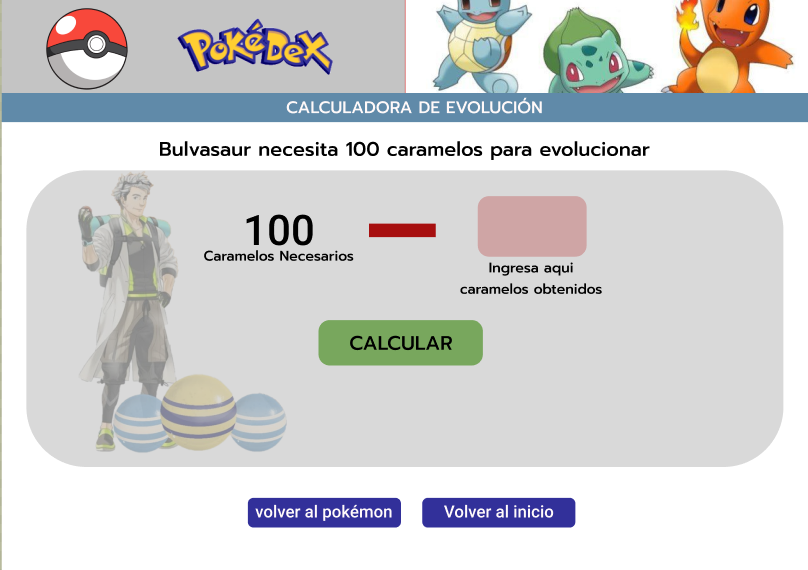 PoKéDeX
CALCULADORA DE EVOLUCIÓN
Bulvasaur necesita 100 caramelos para evolucionar
100
Caramelos Necesarios
Ingresa aqui
caramelos obtenidos
CALCULAR
volver al pokémon
Volver al inicio